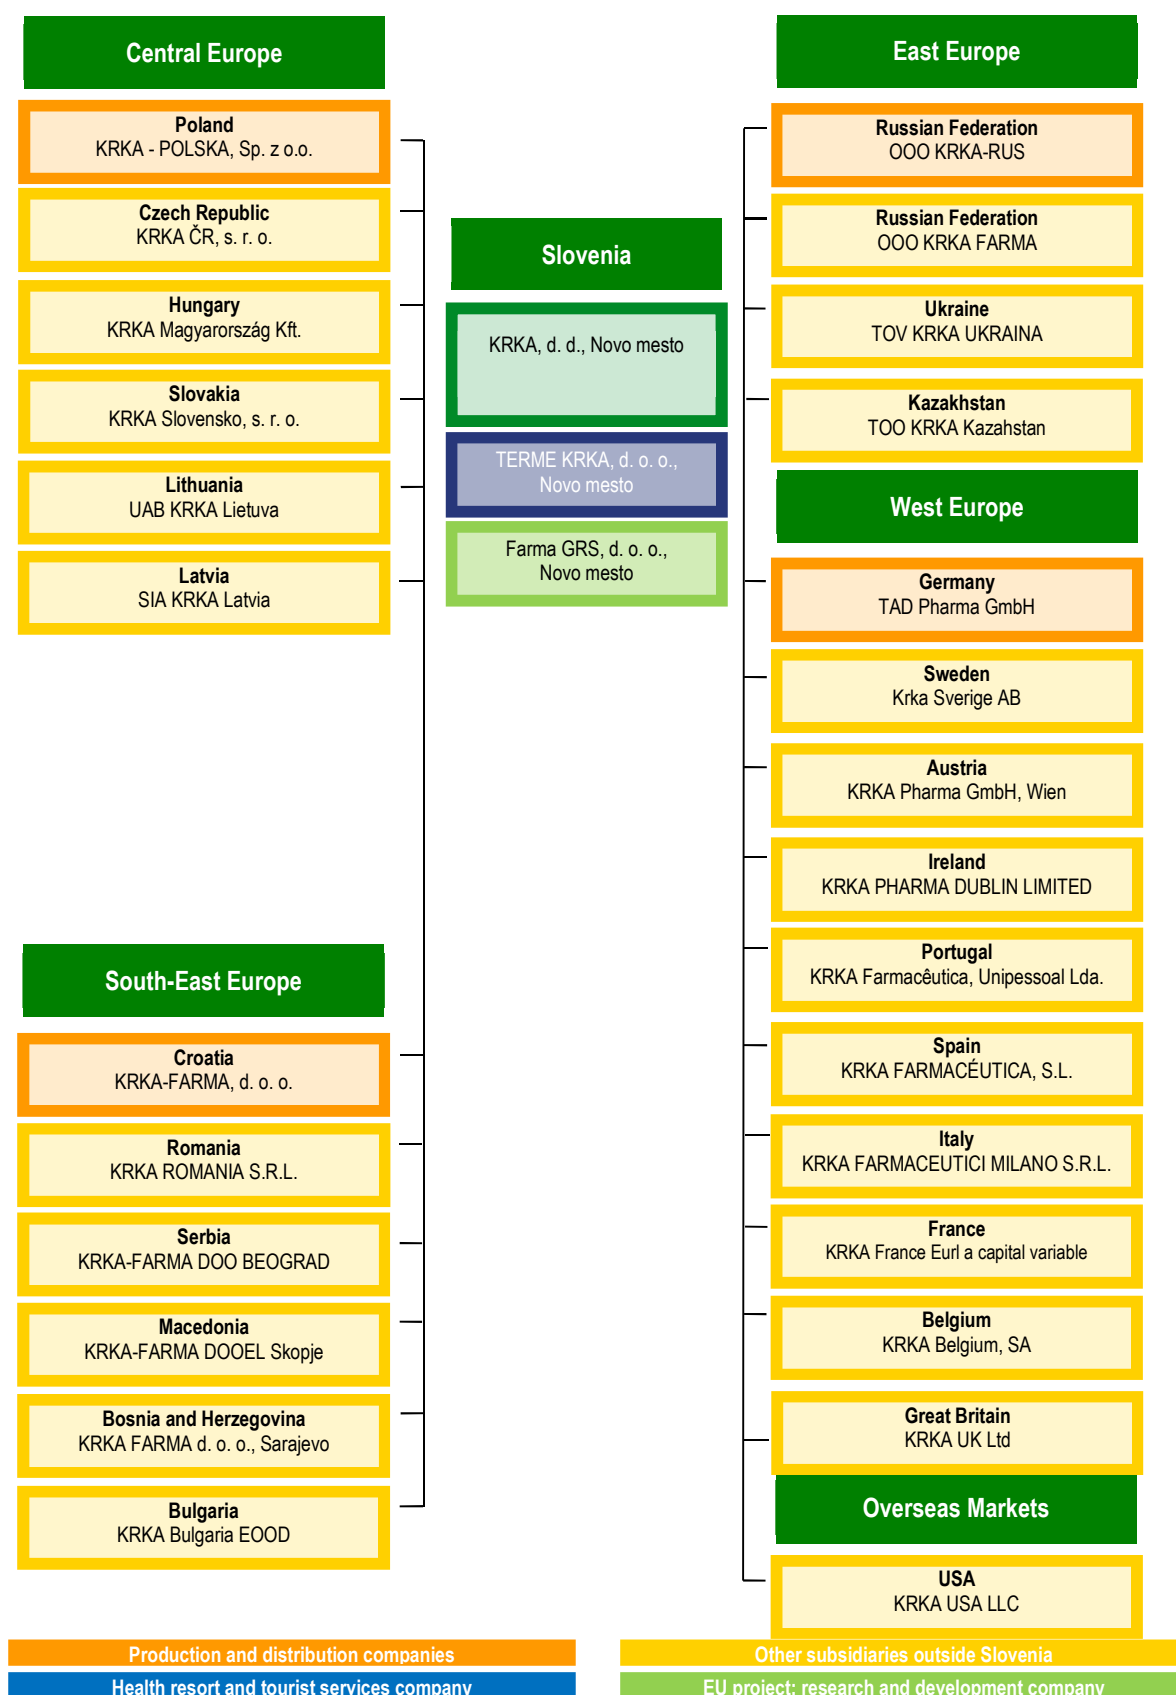 Central Europe
Poland
KRKA - POLSKA, Sp. z o.o.
Czech Republic
KRKA ČR, s. r. o.
Hungary
KRKA Magyarország Kft.
Slovakia
KRKA Slovensko, s. r. o.
Lithuania
UAB KRKA Lietuva
Latvia
SIA KRKA Latvia
South-East Europe
Croatia
KRKA-FARMA, d. o. o.
Romania
KRKA ROMANIA S.R.L.
Serbia
KRKA-FARMA DOO BEOGRAD
Macedonia
KRKA-FARMA DOOEL Skopje
Bosnia and Herzegovina
KRKA FARMA d. o. o., Sarajevo
Bulgaria
KRKA Bulgaria EOOD
Slovenia
KRKA, d. d., Novo mesto
TERME KRKA, d. o. o.,
Novo mesto
Farma GRS, d. o. o.,
Novo mesto
East Europe
Russian Federation
OOO KRKA-RUS
Russian Federation
OOO KRKA FARMA
Ukraine
TOV KRKA UKRAINA
Kazakhstan
TOO KRKA Kazahstan
West Europe
Germany
TAD Pharma GmbH
Sweden
Krka Sverige AB
Austria
KRKA Pharma GmbH, Wien
Ireland
KRKA PHARMA DUBLIN LIMITED
Portugal
KRKA Farmacêutica, Unipessoal Lda.
Spain
KRKA FARMACÉUTICA, S.L.
Italy
KRKA FARMACEUTICI MILANO S.R.L.
France
KRKA France Eurl a capital variable
Belgium
KRKA Belgium, SA
Great Britain
KRKA UK Ltd
Overseas Markets
USA
KRKA USA LLC
Production and distribution companies
Other subsidiaries outside Slovenia
Health resort and tourist services company
EU project: research and development company